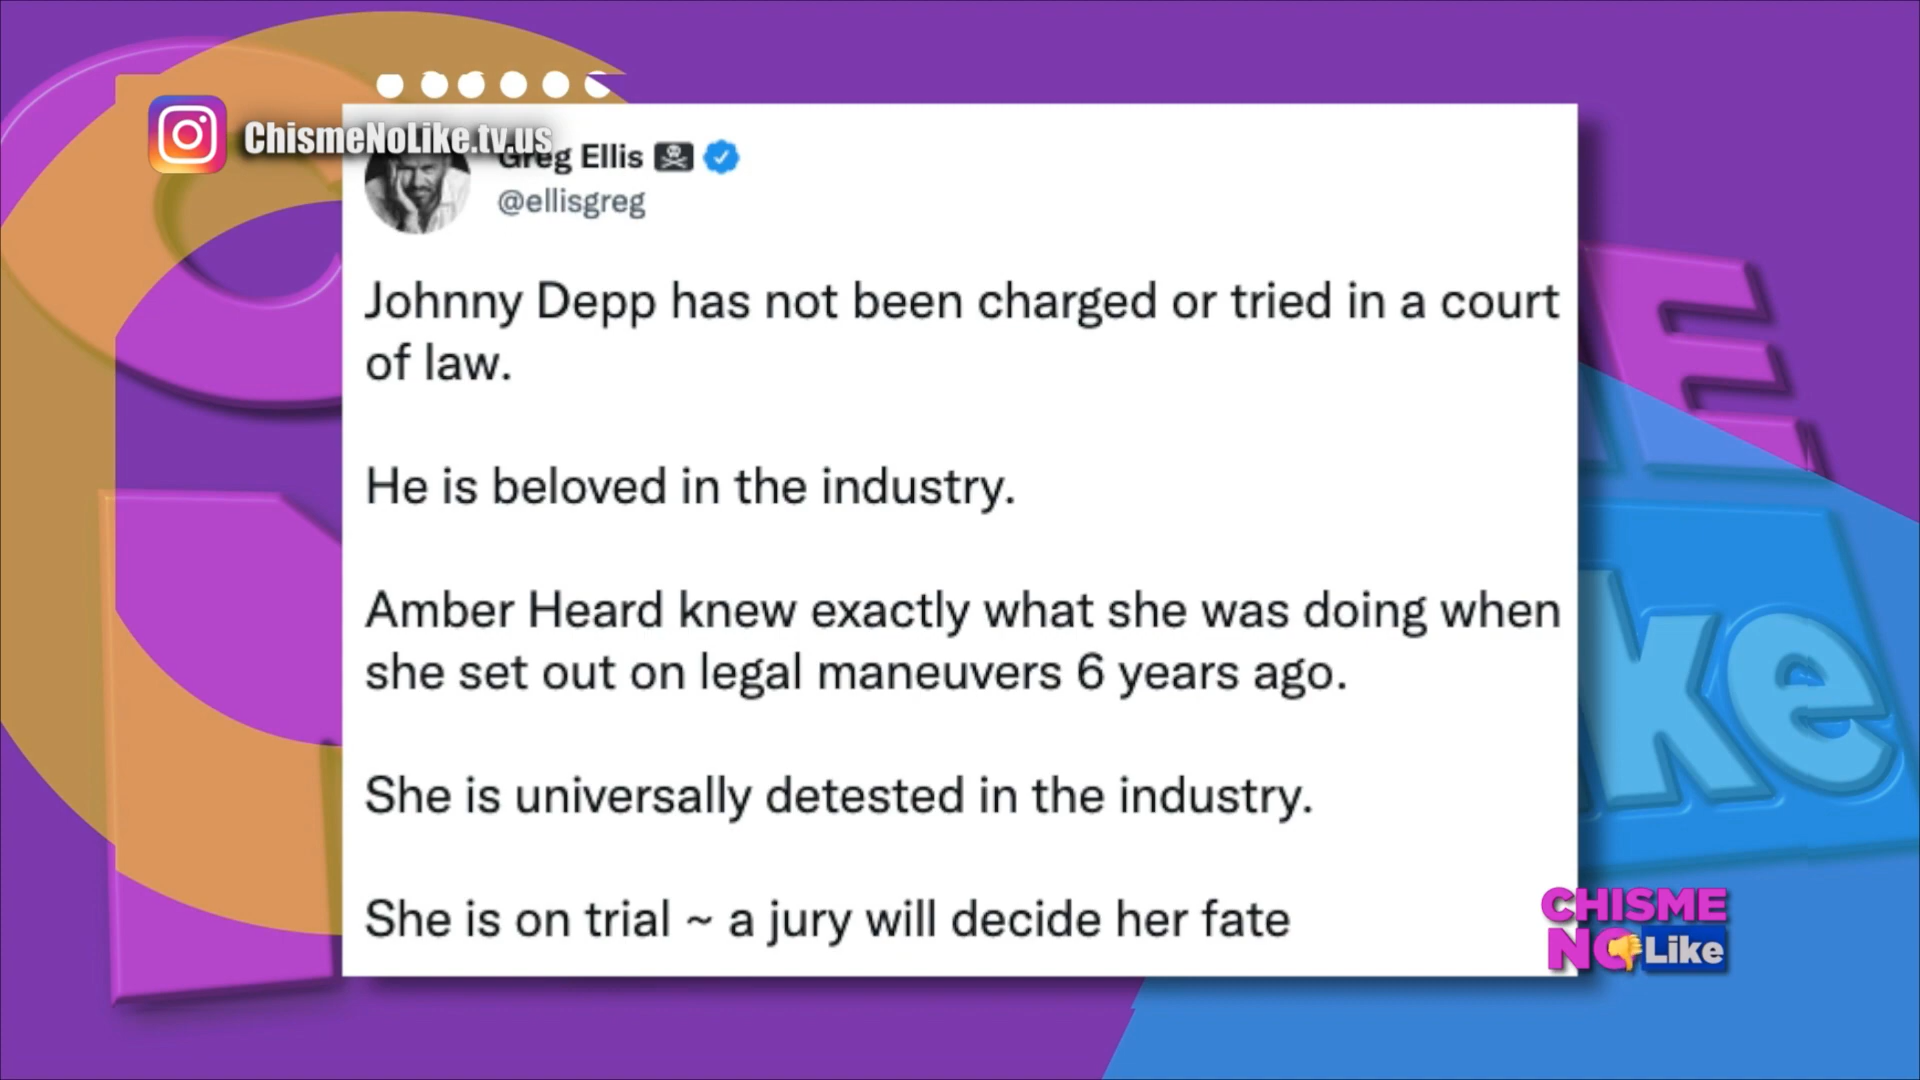 ChismeNoLike.tv.us
Greg Ellis
@ellisgreg
Johnny Depp has not been charged or tried in a court
of law.
He is beloved in the industry.
Amber Heard knew exactly what she was doing when
she set out on legal maneuvers 6 years ago.
She is universally detested in the industry.
She is on trial ~ a jury will decide her fate
CHISME
NO Like
E
ke